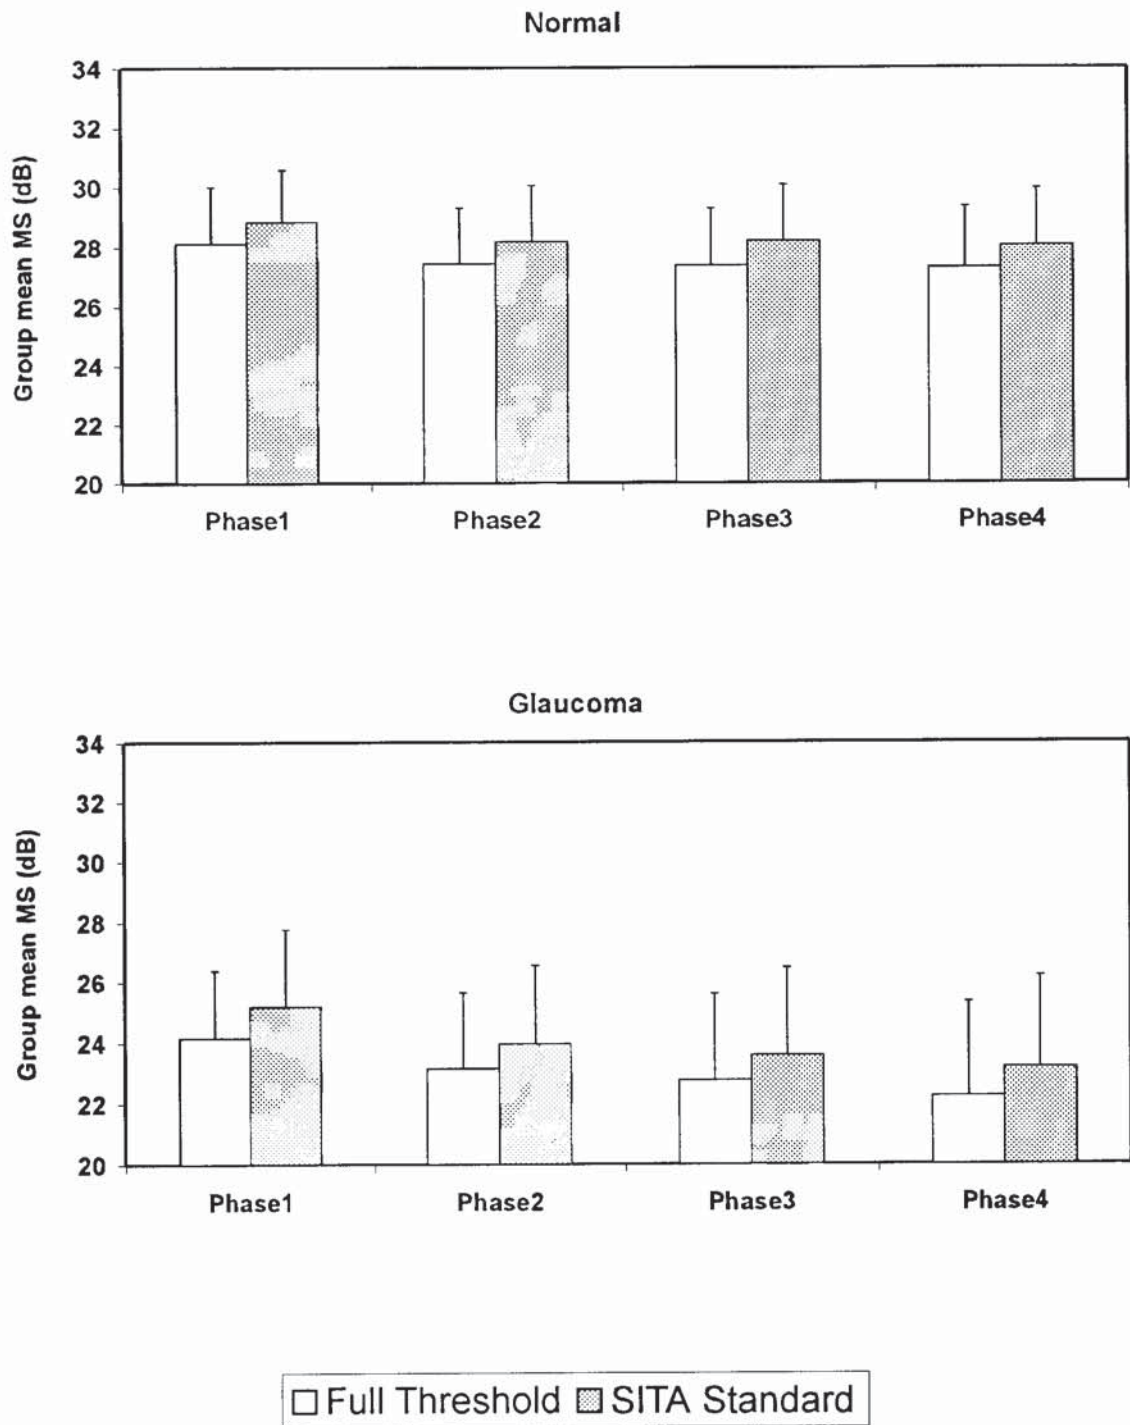 Normal
Group mean MS (dB)
34
32
30
28
26
24
22
20
Phase1 Phase2 Phase3 Phase4
Glaucoma
Group mean MS (dB)
34
32
30
28
26
24
22
20
Phase1 Phase2 Phase3 Phase4
Full Threshold SITA Standard